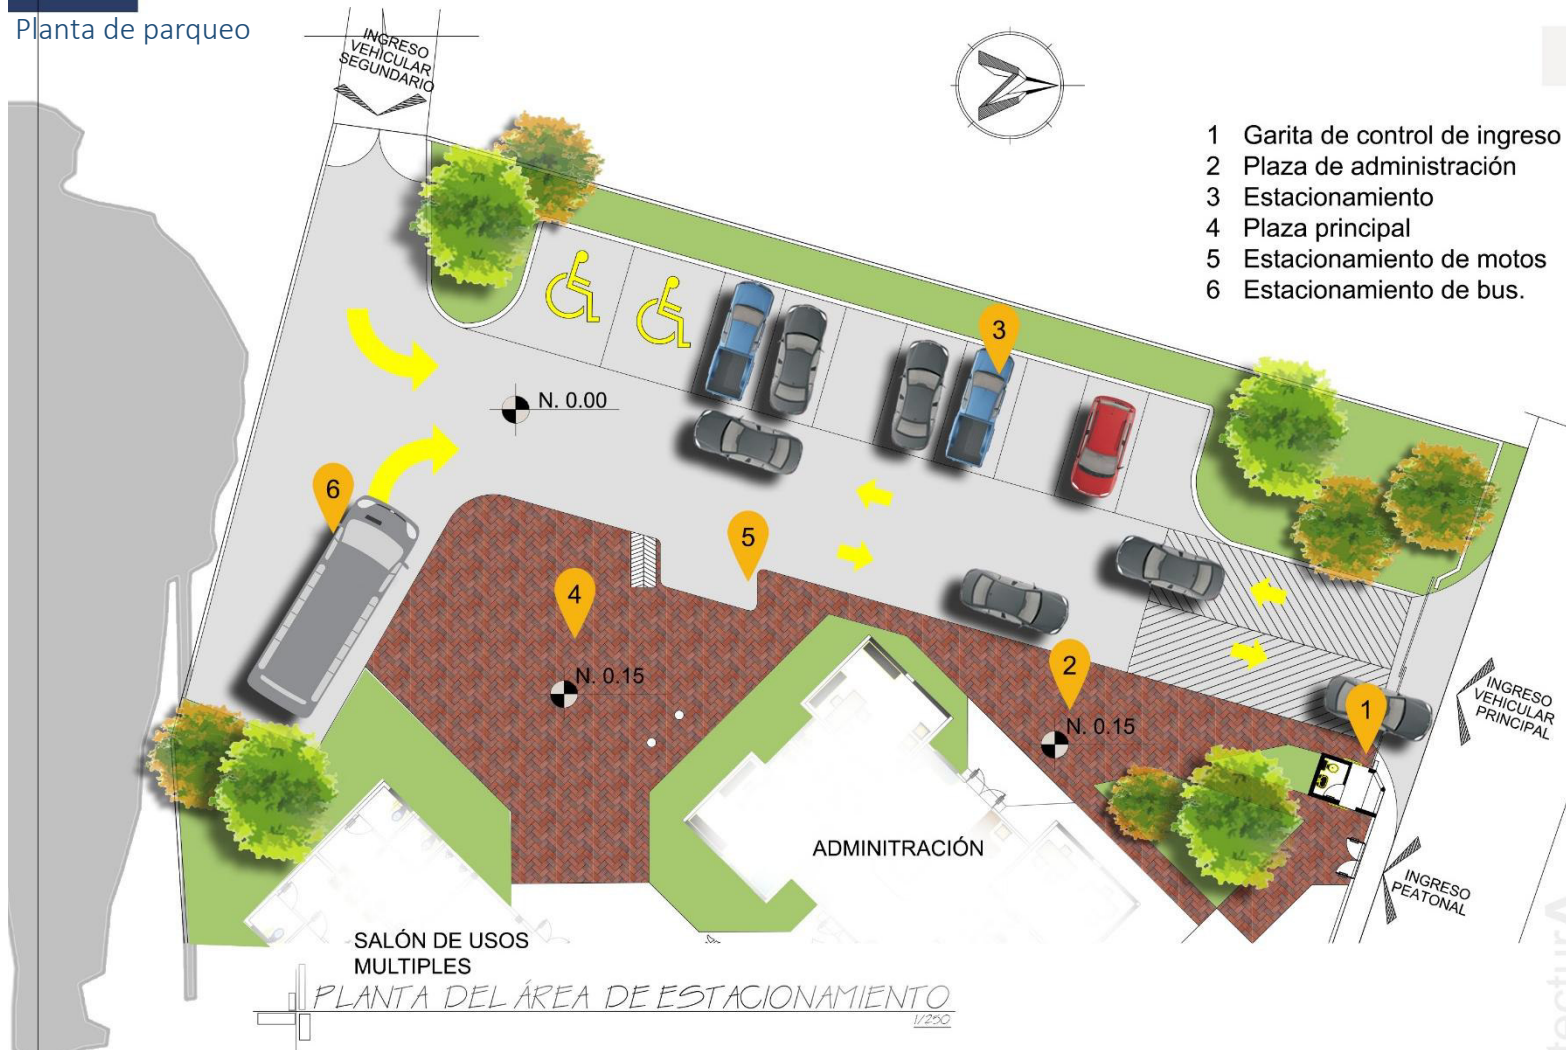 Planta de parqueo
INGRESO
VEHICULAR
SEGUNDARIO
1 Garita de control de ingreso
2 Plaza de administración
3 Estacionamiento
4 Plaza principal
5 Estacionamiento de motos
6 Estacionamiento de bus.
3
N. 0.00
6
5
4
2
N. 0.15
N. 0.15
1
INGRESO
VEHICULAR
PRINCIPAL
ADMINITRACIÓN
INGRESO
PEATONAL
SALÓN DE USOS
MULTIPLES
PLANTA DEL ÁREA DE ESTACIONAMIENTO
1/250